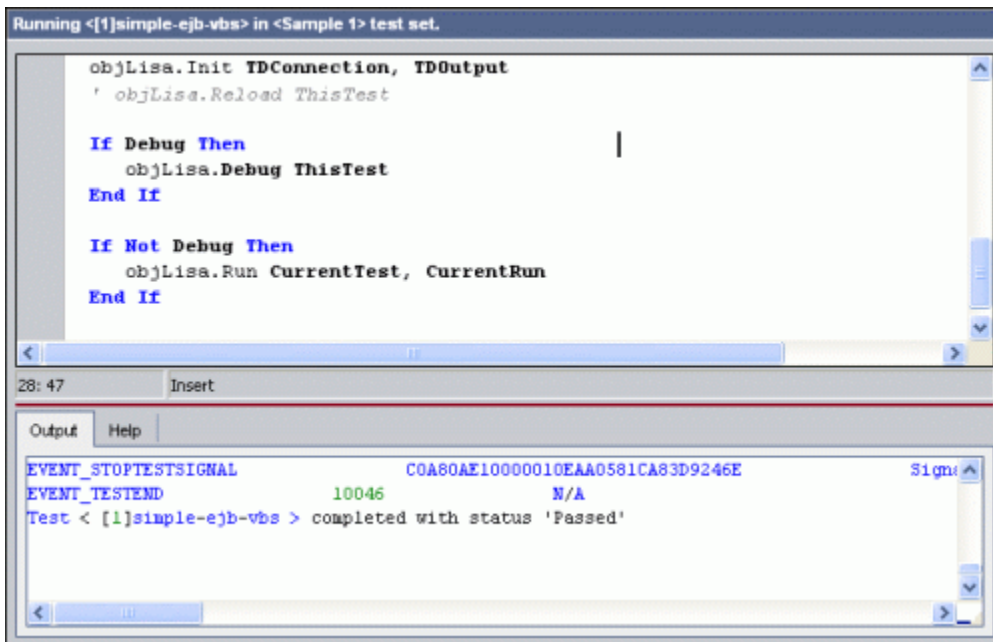 Running <[1]simple-ejb-vbs> in <Sample 1> test set.
objLisa.Init TDConnection, TDOutput
' objLisa.Reload ThisTest
If Debug Then
objLisa.Debug ThisTest
End If
If Not Debug Then
objLisa.Run CurrentTest, CurrentRun
End If
28: 47 Insert
Output Help
EVENT_STOPTESTSIGNAL C0A80AE10000010EAA0581CA83D9246E Signa
EVENT_TESTEND 10046 N/A
Test < [1]simple-ejb-vbs > completed with status 'Passed'